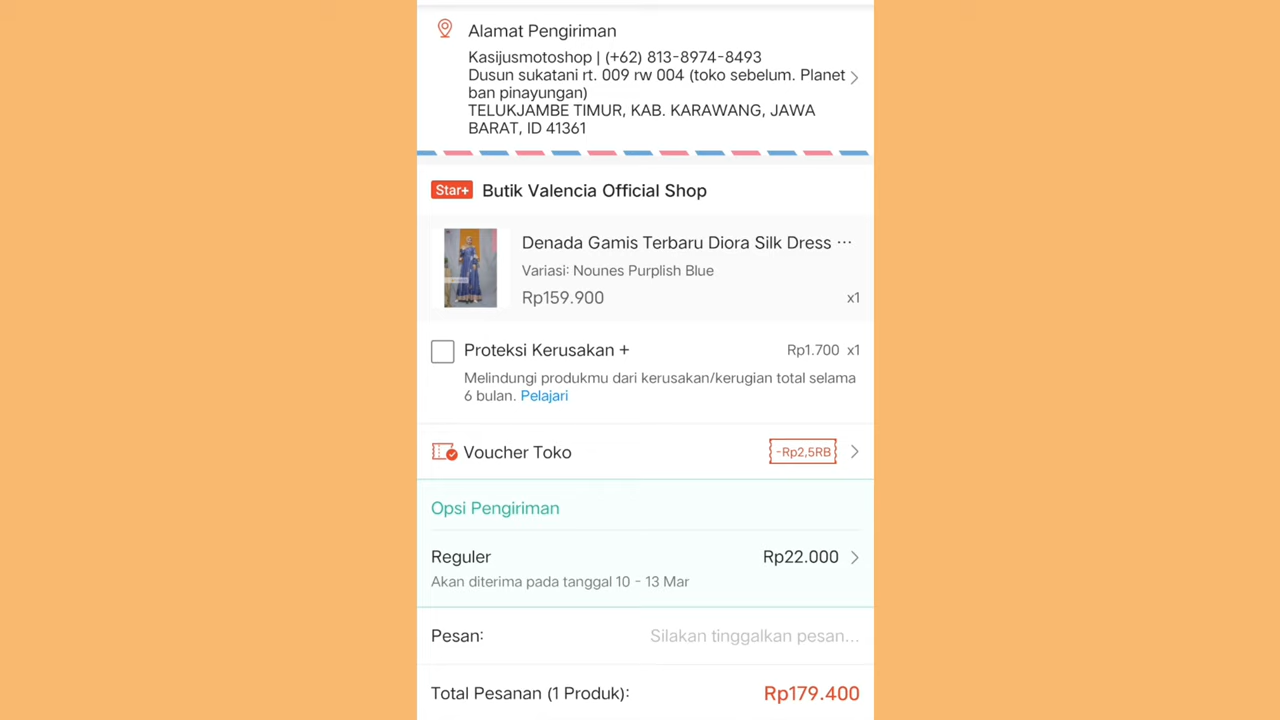 Alamat Pengiriman
Kasijusmotoshop | (+62) 813-8974-8493
Dusun sukatani rt. 009 rw 004 (toko sebelum. Planet
ban pinayungan)
TELUKJAMBE TIMUR, KAB. KARAWANG, JAWA
BARAT, ID 41361
Star+ Butik Valencia Official Shop
Denada Gamis Terbaru Diora Silk Dress ...
Variasi: Nounes Purplish Blue
Rp159.900 x1
Proteksi Kerusakan + Rp1.700 x1
Melindungi produkmu dari kerusakan/kerugian total selama
6 bulan. Pelajari
Voucher Toko -Rp2,5RB
Opsi Pengiriman
Reguler Rp22.000
Akan diterima pada tanggal 10 - 13 Mar
Pesan: Silakan tinggalkan pesan...
Total Pesanan (1 Produk): Rp179.400